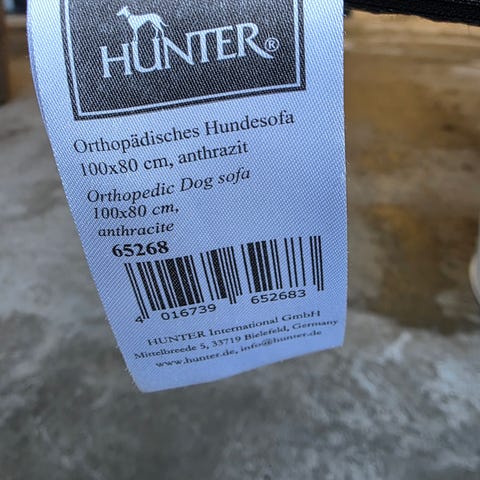 HUNTER®
Orthopädisches Hundesofa
100x80 cm, anthrazit
Orthopedic Dog sofa
100x80 cm,
anthracite
65268
4 016739 652683
HUNTER International GmbH
Mittelbreede 5, 33719 Bielefeld, Germany
www.hunter.de, info@hunter.de